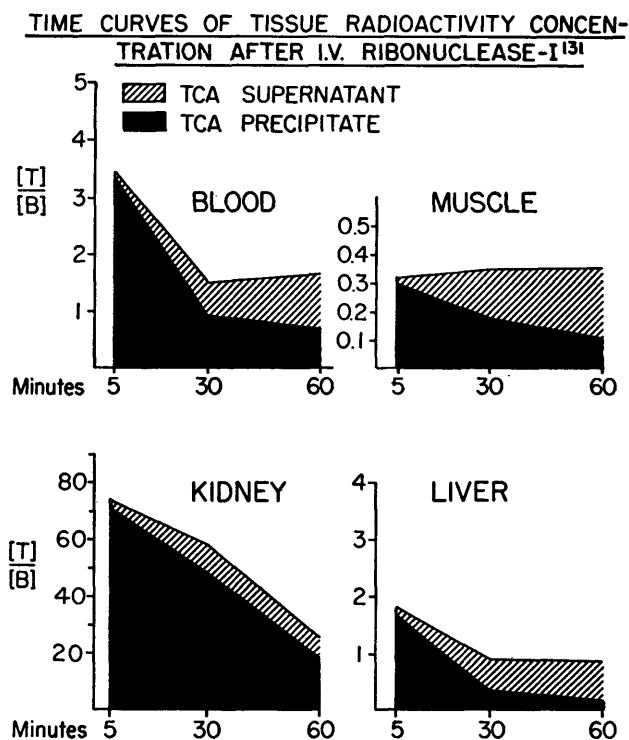 TIME CURVES OF TISSUE RADIOACTIVITY CONCEN-
TRATION AFTER I.V. RIBONUCLEASE-I¹³¹
TCA SUPERNATANT
TCA PRECIPITATE
[T]
[B]
BLOOD
5
4
3
2
1
Minutes 5 30 60
MUSCLE
0.5
0.4
0.3
0.2
0.1
5 30 60
[T]
[B]
KIDNEY
80
60
40
20
Minutes 5 30 60
LIVER
4
3
2
1
5 30 60